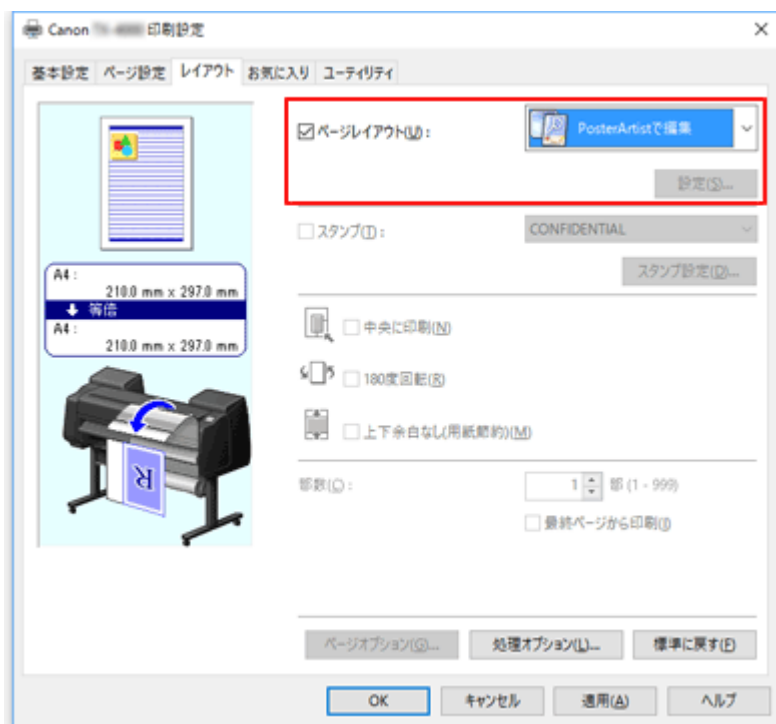 Canon 印刷設定
基本設定 ページ設定 レイアウト お気に入り ユーティリティ
ページレイアウト(U):
PosterArtistで編集
設定(S)...
スタンプ(T):
CONFIDENTIAL
スタンプ設定(D)...
A4:
210.0 mm x 297.0 mm
等倍
A4:
210.0 mm x 297.0 mm
中央に印刷(N)
180度回転(R)
上下余白なし(用紙節約)(M)
R
部数(C):
1 部 (1 - 999)
最終ページから印刷(I)
ページオプション(G)... 処理オプション(L)... 標準に戻す(F)
OK キャンセル 適用(A) ヘルプ